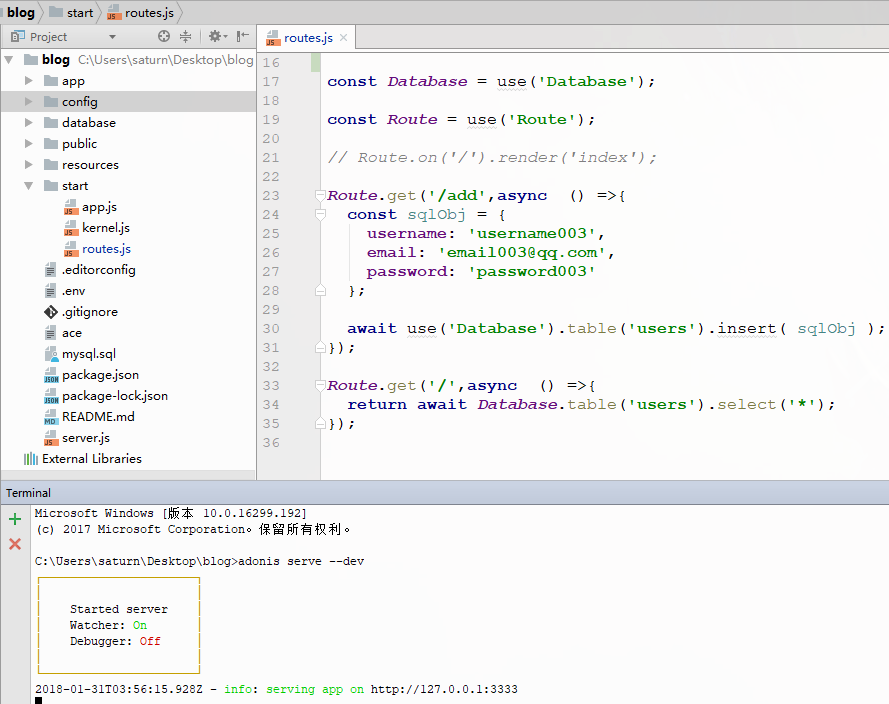 blog start routes.js
Project
routes.js
blog C:\Users\saturn\Desktop\blog
app
config
database
public
resources
start
app.js
kernel.js
routes.js
.editorconfig
.env
.gitignore
ace
mysql.sql
package.json
package-lock.json
README.md
server.js
External Libraries
16
17 const Database = use('Database');
18
19 const Route = use('Route');
20
21 // Route.on('/').render('index');
22
23 Route.get('/add',async  () =>{
24 const sqlObj = {
25 username: 'username003',
26 email: 'email003@qq.com',
27 password: 'password003'
28 };
29
30 await use('Database').table('users').insert( sqlObj );
31 });
32
33 Route.get('/',async  () =>{
34 return await Database.table('users').select('*');
35 });
36
Terminal
Microsoft Windows [版本 10.0.16299.192]
(c) 2017 Microsoft Corporation。保留所有权利。
C:\Users\saturn\Desktop\blog>adonis serve --dev
Started server
Watcher: On
Debugger: Off
2018-01-31T03:56:15.928Z - info: serving app on http://127.0.0.1:3333